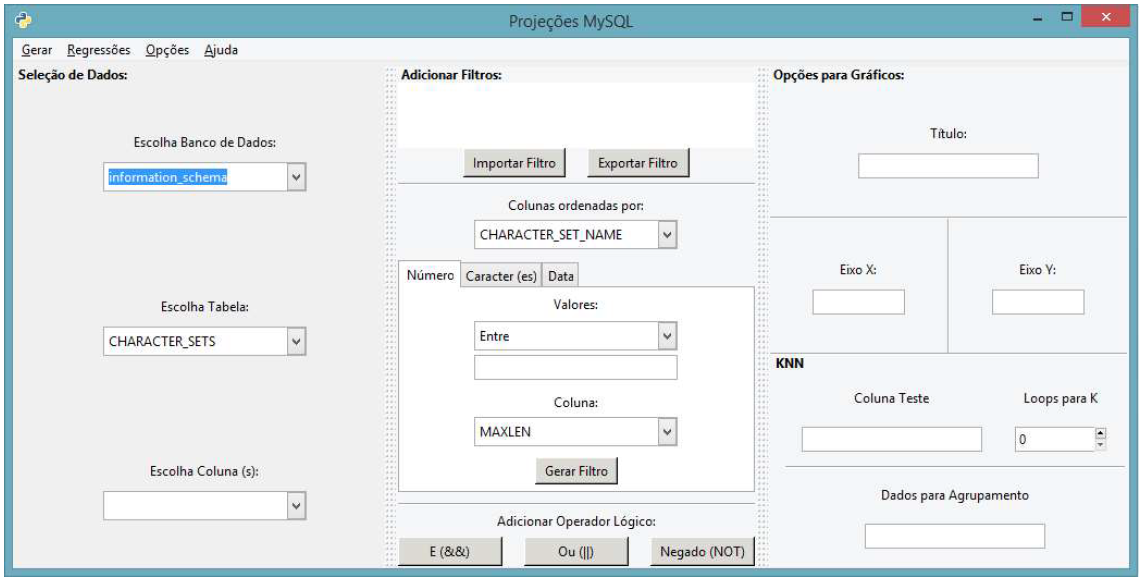 Projeções MySQL
Gerar Regressões Opções Ajuda
Seleção de Dados:
Escolha Banco de Dados:
information_schema
Escolha Tabela:
CHARACTER_SETS
Escolha Coluna (s):
Adicionar Filtros:
Importar Filtro Exportar Filtro
Colunas ordenadas por:
CHARACTER_SET_NAME
Número Caracter (es) Data
Valores:
Entre
Coluna:
MAXLEN
Gerar Filtro
Adicionar Operador Lógico:
E (&&) Ou (||) Negado (NOT)
Opções para Gráficos:
Título:
Eixo X: Eixo Y:
KNN
Coluna Teste Loops para K
0
Dados para Agrupamento